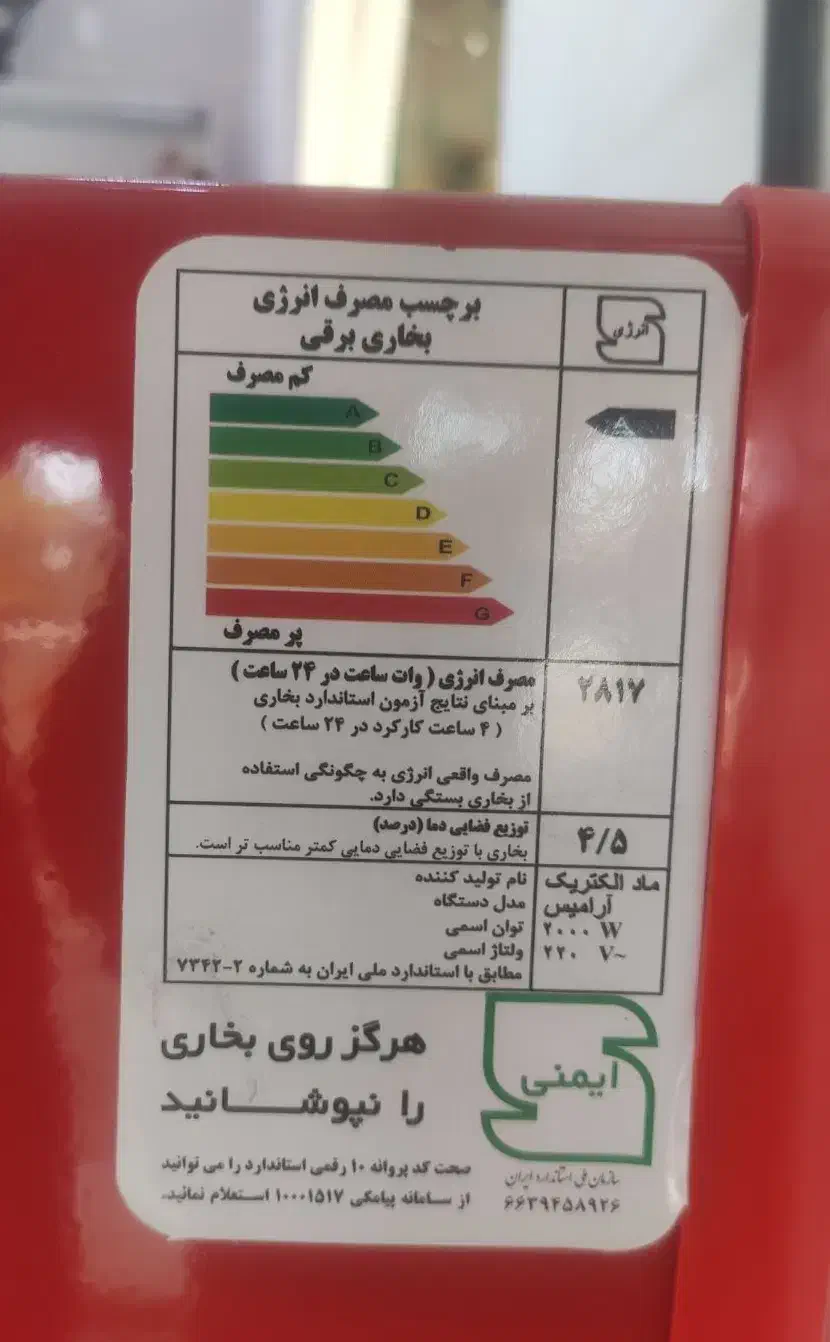 برچسب مصرف انرژی
بخاری برقی
انرژی
کم مصرف
A
A
B
C
D
E
F
G
پر مصرف
مصرف انرژی ( وات ساعت در ۲۴ ساعت )
۲۸۱۷
بر مبنای نتایج آزمون استاندارد بخاری
( ۴ ساعت کارکرد در ۲۴ ساعت )
مصرف واقعی انرژی به چگونگی استفاده
از بخاری بستگی دارد.
توزیع فضایی دما (درصد)
۴/۵
بخاری با توزیع فضایی دمایی کمتر مناسب تر است.
نام تولید کننده ماد الکتریک
مدل دستگاه آرامیس
توان اسمی ۲۰۰۰ W
ولتاژ اسمی ۲۲۰ V~
مطابق با استاندارد ملی ایران به شماره ۲-۷۳۴۲
هرگز روی بخاری
را نپوشـــــانید
ایمنی
سازمان ملی استاندارد ایران
۶۶۳۹۴۵۸۹۲۶
صحت کد پروانه ۱۰ رقمی استاندارد را می توانید
از سـامانه پیامکی ۱۰۰۰۱۵۱۷ اسـتعلام نمائید.